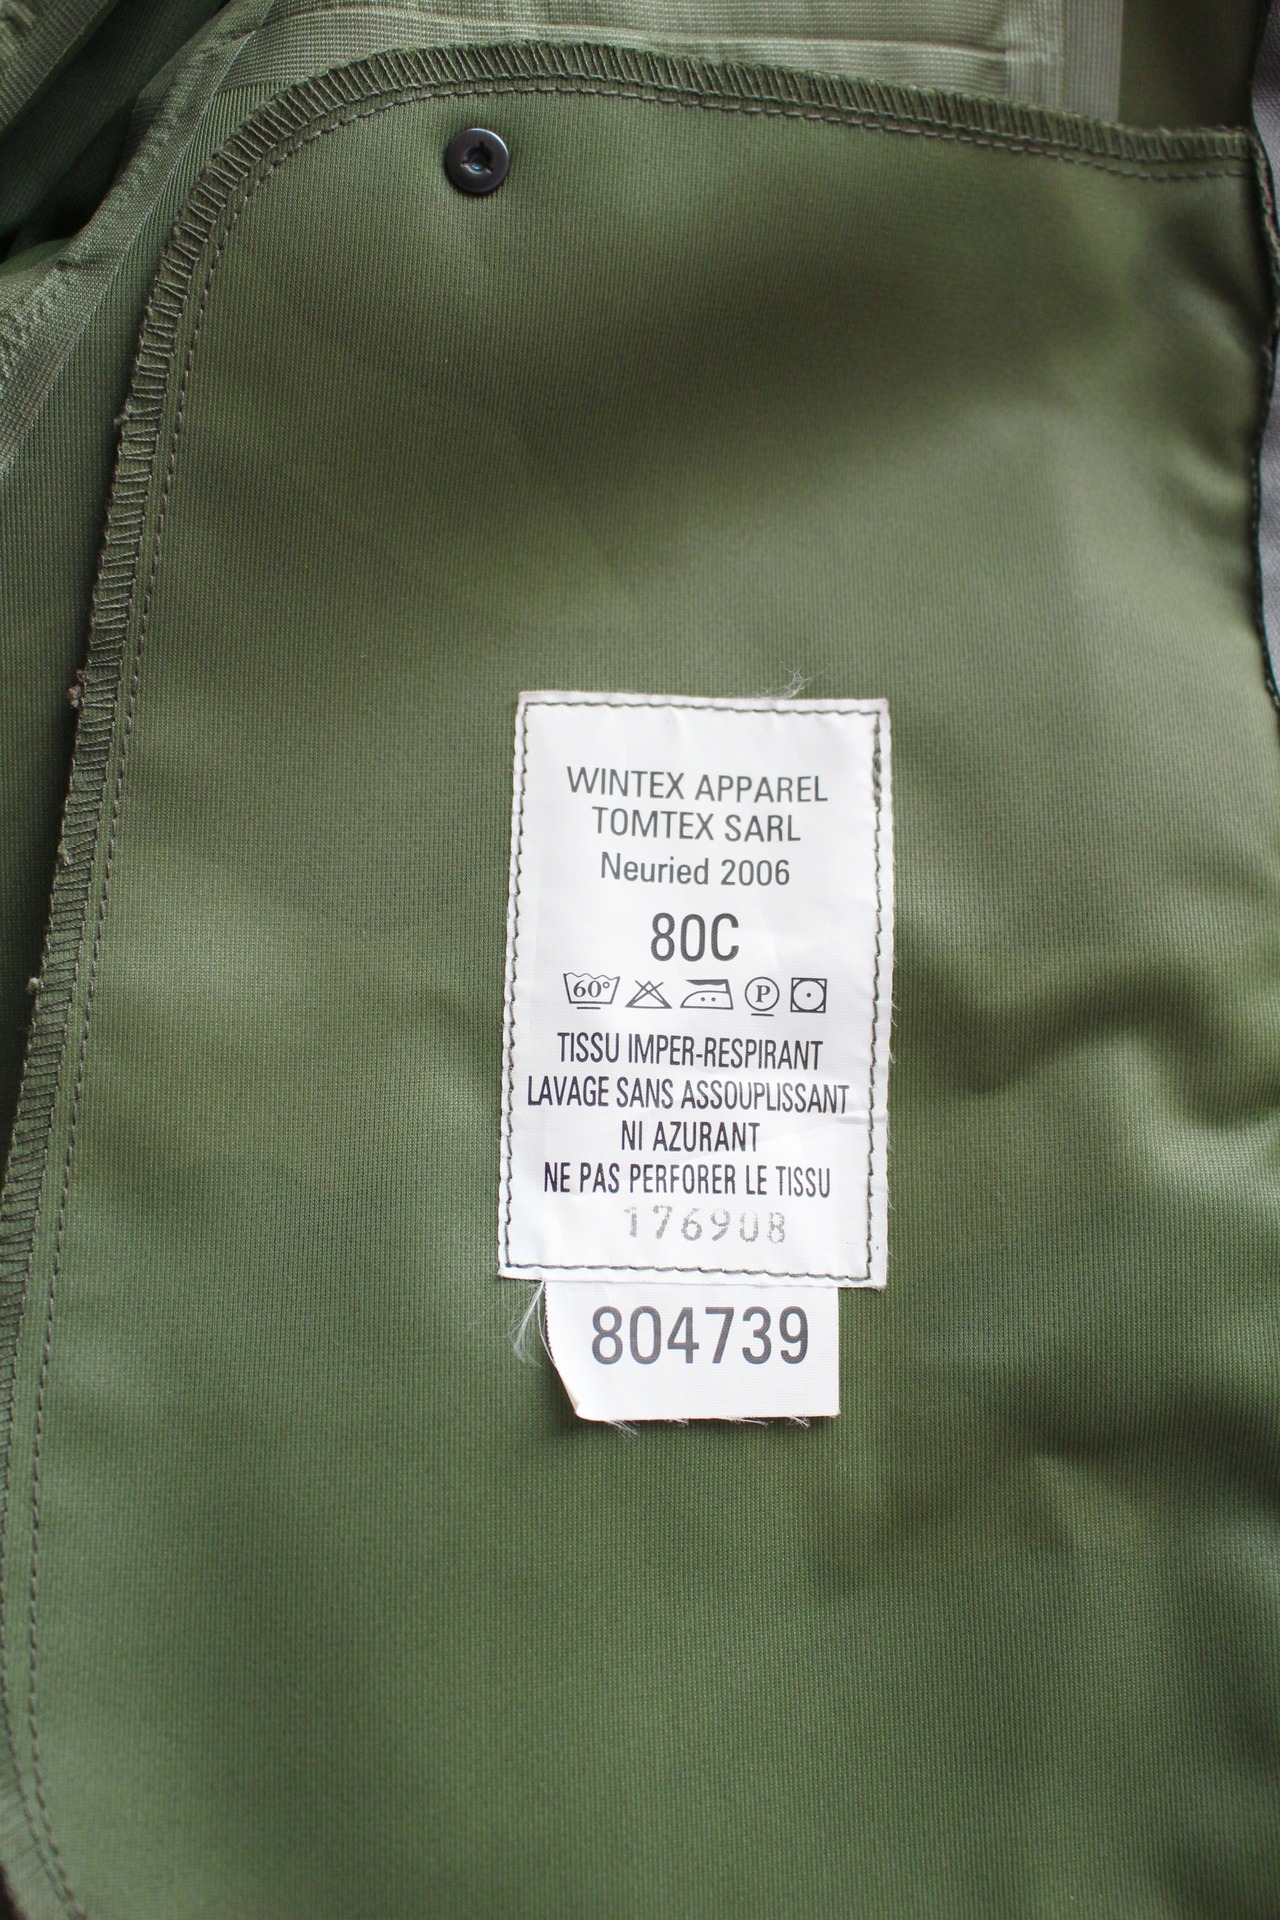 WINTEX APPAREL
TOMTEX SARL
Neuried 2006
80C
60° P
TISSU IMPER-RESPIRANT
LAVAGE SANS ASSOUPLISSANT
NI AZURANT
NE PAS PERFORER LE TISSU
176908
804739